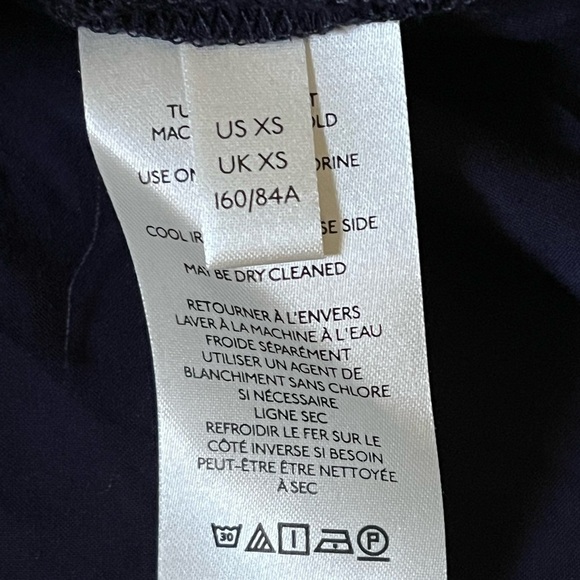 US XS
UK XS
160/84A
MAY BE DRY CLEANED
RETOURNER À L'ENVERS
LAVER À LA MACHINE À L'EAU
FROIDE SÉPARÉMENT
UTILISER UN AGENT DE
BLANCHIMENT SANS CHLORE
SI NÉCESSAIRE
LIGNE SEC
REFROIDIR LE FER SUR LE
CÔTÉ INVERSE SI BESOIN
PEUT-ÊTRE ÊTRE NETTOYÉE
À SEC
30
P